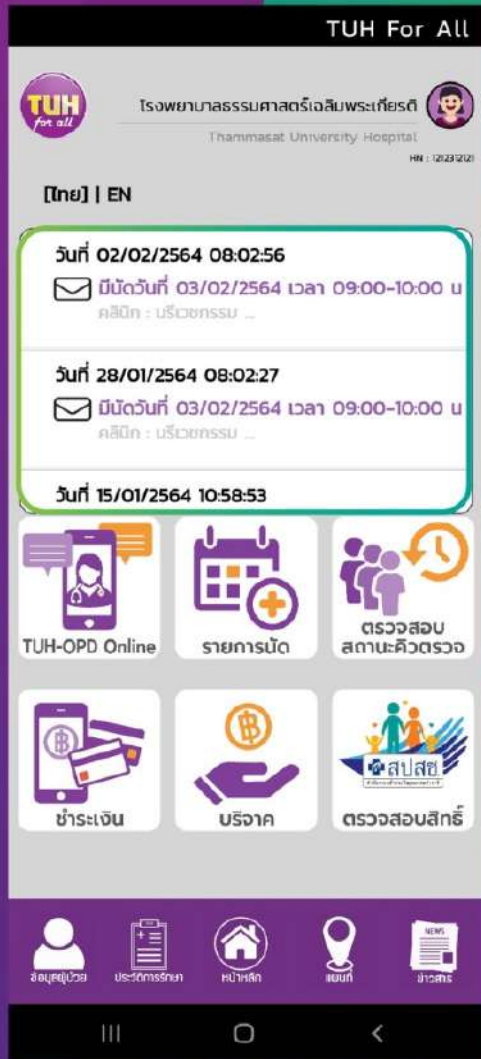 TUH For All
TUH
for all
โรงพยาบาลธรรมศาสตร์เฉลิมพระเกียรติ
Thammasat University Hospital
[ไทย] | EN
วันที่ 02/02/2564 08:02:56
มีนัดวันที่ 03/02/2564 เวลา 09:00-10:00 น
คลินิก : นรีเวชกรรม ...
วันที่ 28/01/2564 08:02:27
มีนัดวันที่ 03/02/2564 เวลา 09:00-10:00 น
คลินิก : นรีเวชกรรม ...
วันที่ 15/01/2564 10:58:53
TUH-OPD Online
รายการนัด
ตรวจสอบ
สถานะคิวตรวจ
สปสช.
ชำระเงิน
บริจาค
ตรวจสอบสิทธิ์
NEWS
ข้อมูลผู้ป่วย
ประวัติการรักษา
หน้าหลัก
แผนที่
ข่าวสาร